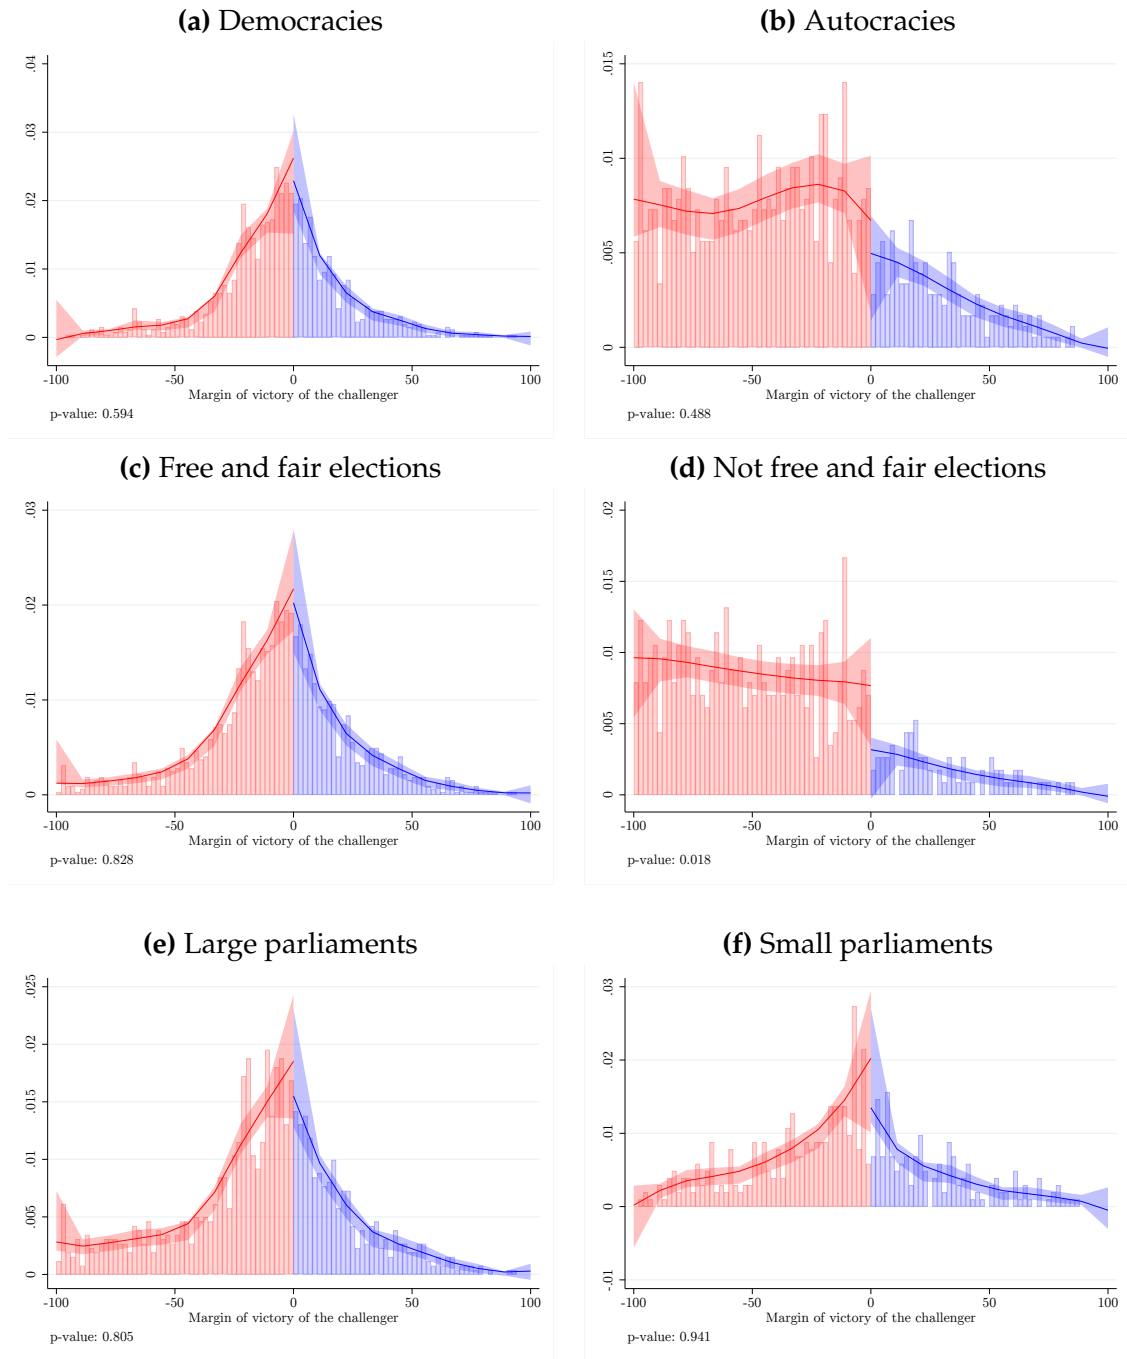 (a) Democracies
.04
.03
.02
.01
0
-100 -50 0 50 100
Margin of victory of the challenger
p-value: 0.594
(b) Autocracies
.015
.01
.005
0
-100 -50 0 50 100
Margin of victory of the challenger
p-value: 0.488
(c) Free and fair elections
.03
.02
.01
0
-100 -50 0 50 100
Margin of victory of the challenger
p-value: 0.828
(d) Not free and fair elections
.02
.015
.01
.005
0
-100 -50 0 50 100
Margin of victory of the challenger
p-value: 0.018
(e) Large parliaments
.025
.02
.015
.01
.005
0
-100 -50 0 50 100
Margin of victory of the challenger
p-value: 0.805
(f) Small parliaments
.03
.02
.01
0
-.01
-100 -50 0 50 100
Margin of victory of the challenger
p-value: 0.941